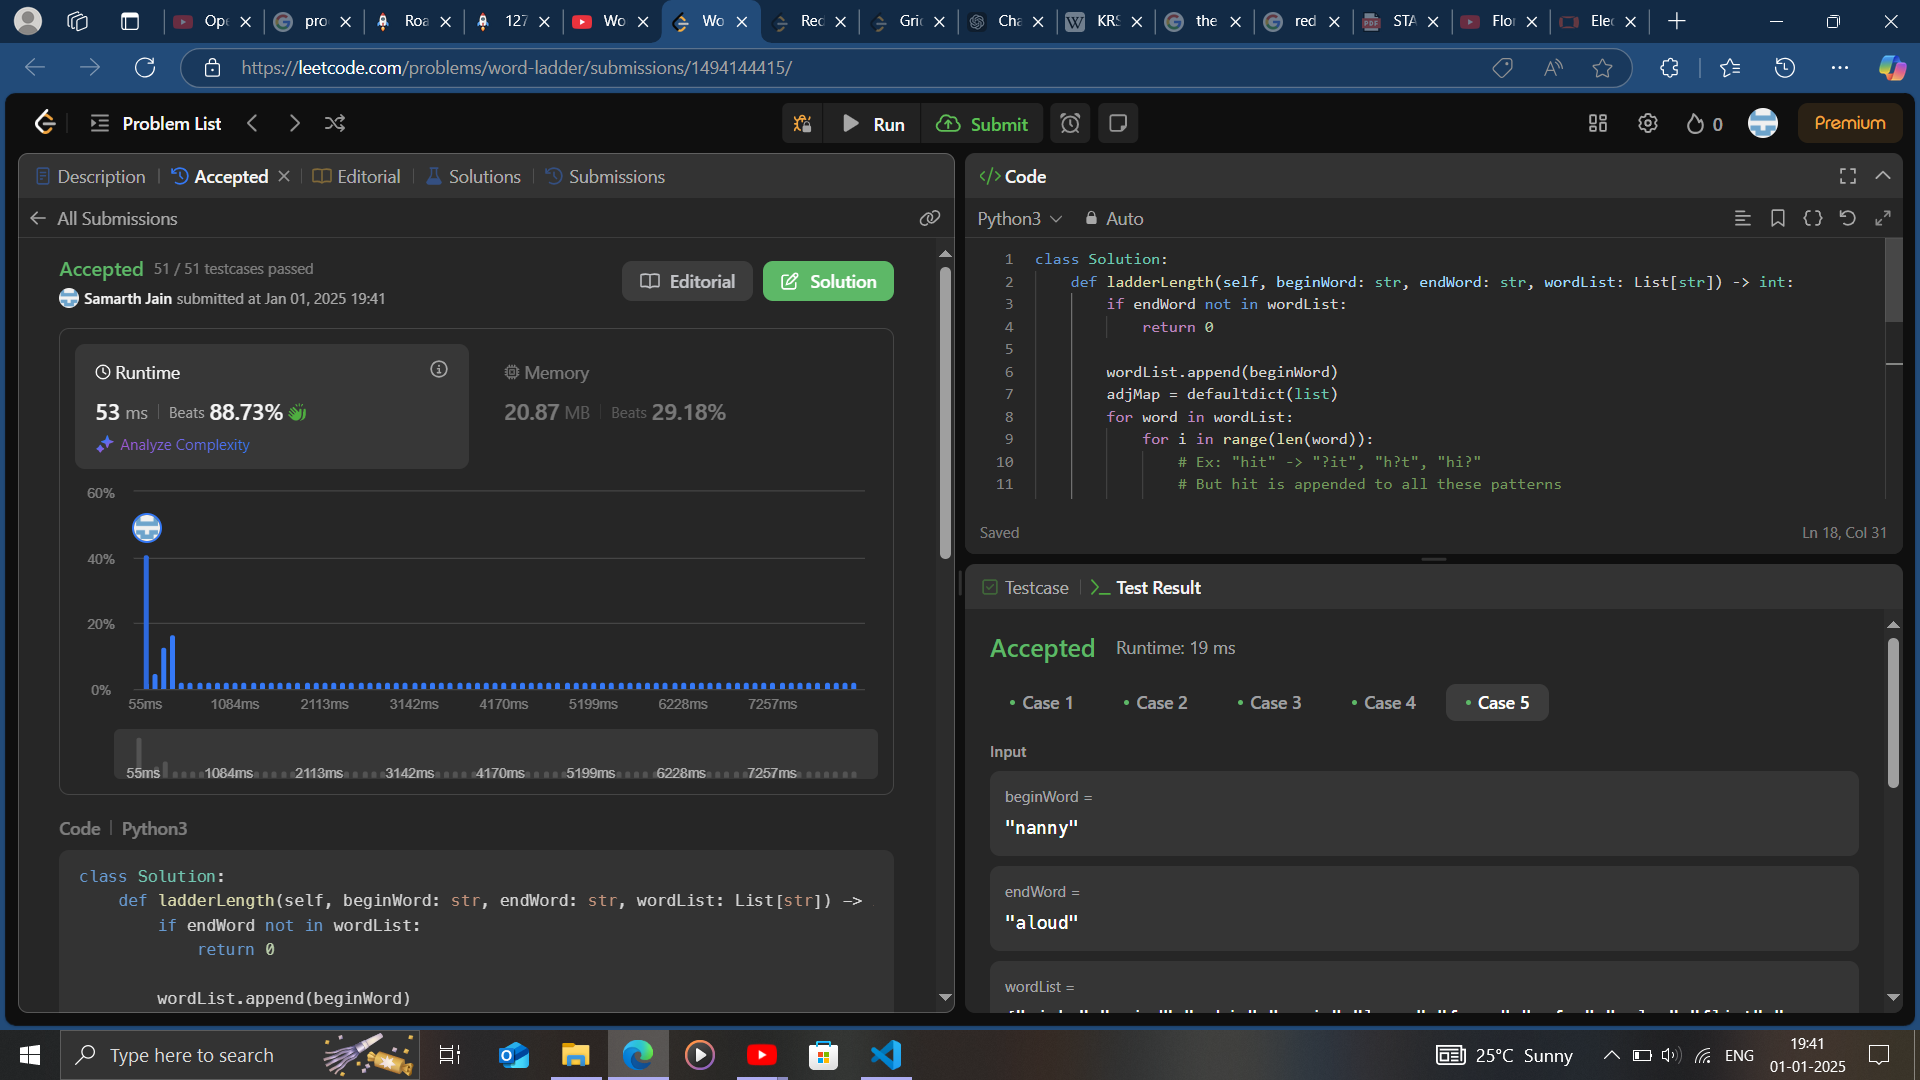 Ope
pro
Roa
127
Wo
Wo
Rec
Gric
Cha
KRS
the
red
STA
Flor
Elec
https://leetcode.com/problems/word-ladder/submissions/1494144415/
Problem List
Run
Submit
0
Premium
Description
Accepted
Editorial
Solutions
Submissions
All Submissions
Accepted 51 / 51 testcases passed
Samarth Jain submitted at Jan 01, 2025 19:41
Editorial
Solution
Runtime
53 ms Beats 88.73%
Analyze Complexity
Memory
20.87 MB Beats 29.18%
60%
40%
20%
0%
55ms 1084ms 2113ms 3142ms 4170ms 5199ms 6228ms 7257ms
55ms 1084ms 2113ms 3142ms 4170ms 5199ms 6228ms 7257ms
Code | Python3
class Solution:
def ladderLength(self, beginWord: str, endWord: str, wordList: List[str]) ->
if endWord not in wordList:
return 0
wordList.append(beginWord)
</> Code
Python3
Auto
1 class Solution:
2 def ladderLength(self, beginWord: str, endWord: str, wordList: List[str]) -> int:
3 if endWord not in wordList:
4 return 0
5
6 wordList.append(beginWord)
7 adjMap = defaultdict(list)
8 for word in wordList:
9 for i in range(len(word)):
10 # Ex: "hit" -> "?it", "h?t", "hi?"
11 # But hit is appended to all these patterns
Saved
Ln 18, Col 31
Testcase
Test Result
Accepted Runtime: 19 ms
Case 1
Case 2
Case 3
Case 4
Case 5
Input
beginWord =
"nanny"
endWord =
"aloud"
wordList =
Type here to search
25°C Sunny
ENG
19:41
01-01-2025